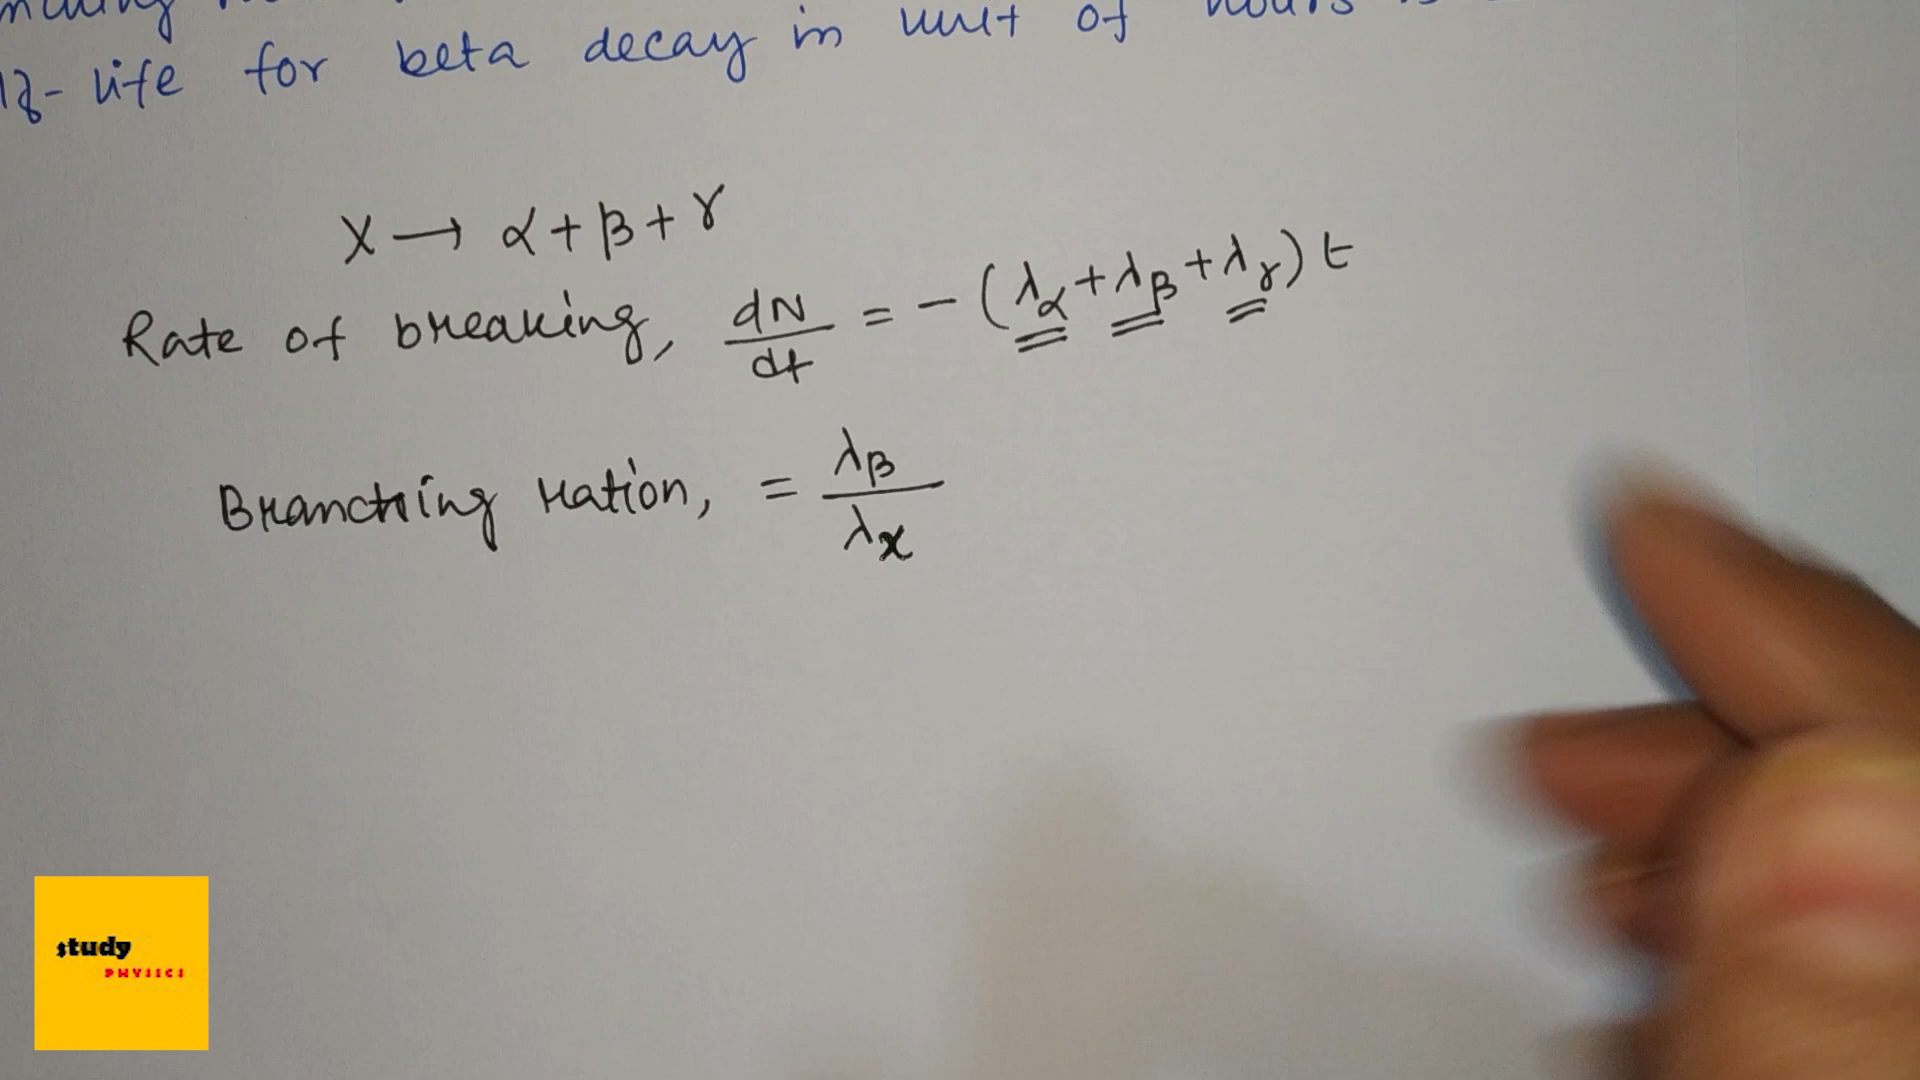 for beta decay in unit of
X → α + β + γ
Rate of breaking, dN/dt = - (λα + λβ + λγ) t
Branching ration, = λβ/λx
study
PHYSICS